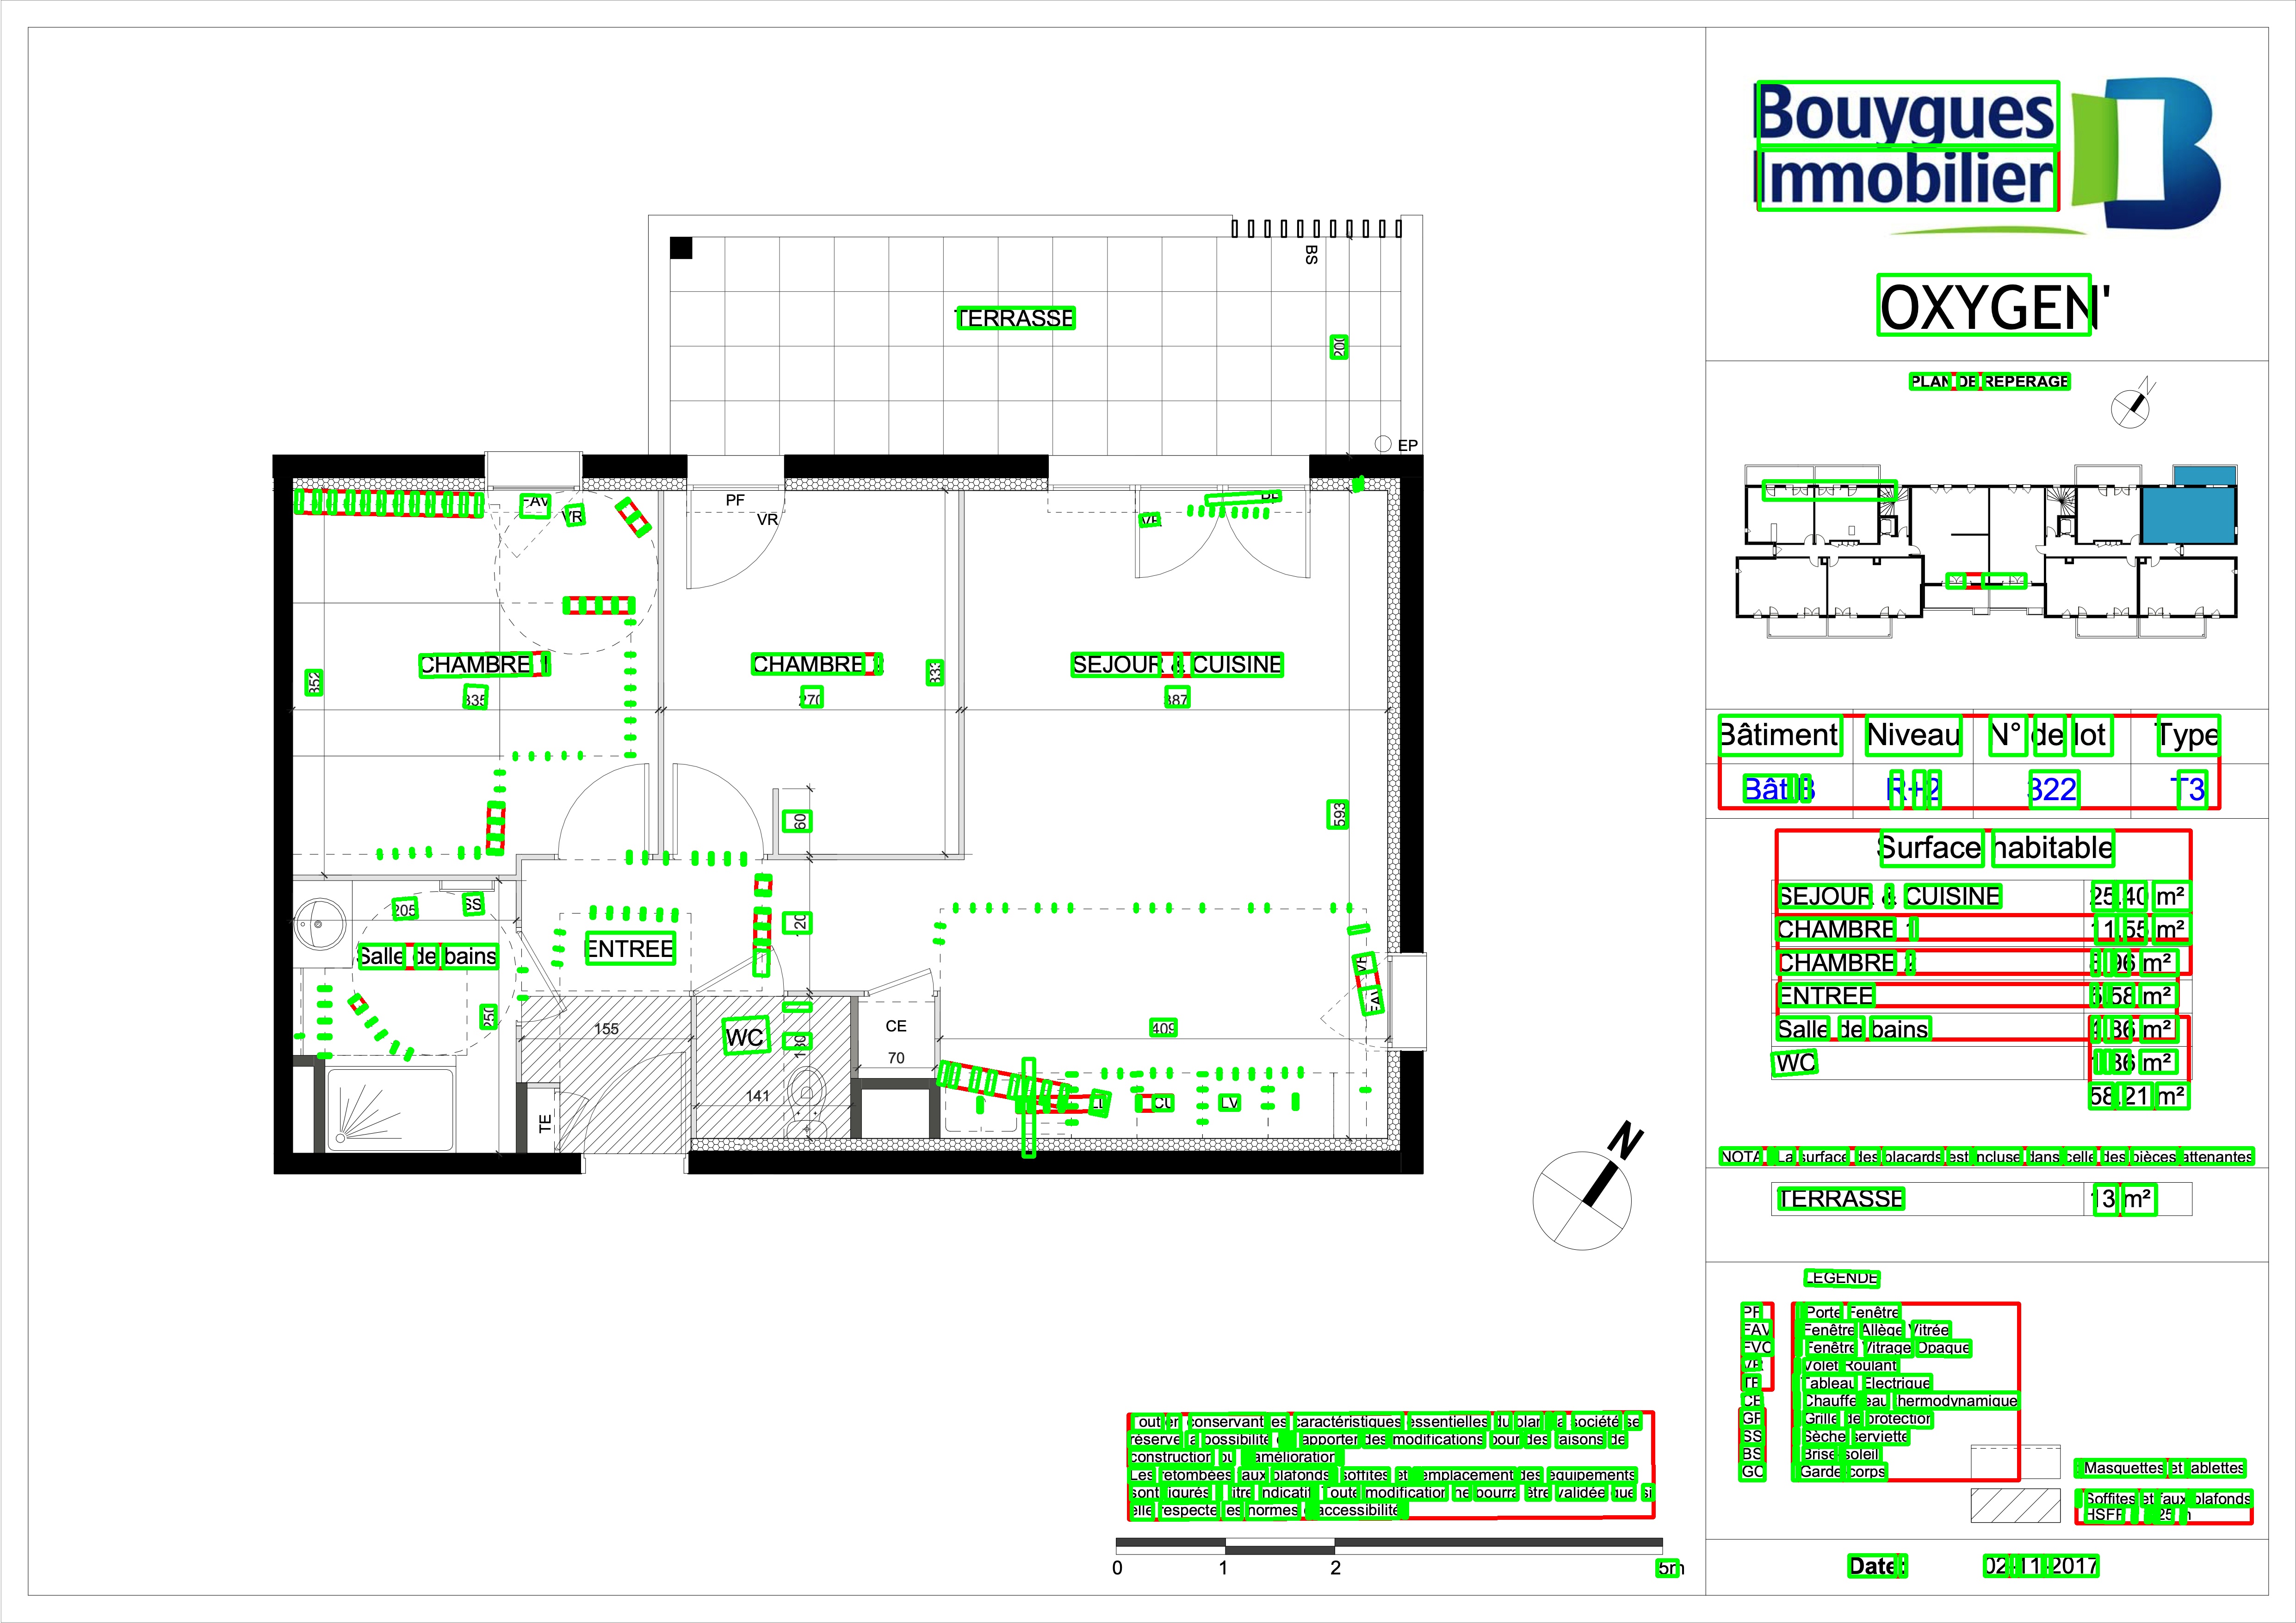 Bouygues
Immobilier
OXYGEN'
PLAN DE REPERAGE
N
Bâtiment Niveau N° de lot Type
Bât B R+2 322 T3
Surface habitable
SEJOUR & CUISINE 25.40 m²
CHAMBRE 1 11.55 m²
CHAMBRE 2 8.96 m²
ENTREE 5.58 m²
Salle de bains 4.86 m²
WC 1.86 m²
58.21 m²
NOTA : La surface des placards est incluse dans celle des pièces attenantes
TERRASSE 13 m²
LEGENDE
PF : Porte Fenêtre
FAV : Fenêtre Allège Vitrée
FVO : Fenêtre Vitrage Opaque
VR : Volet Roulant
TE : Tableau Electrique
CE : Chauffe eau thermodynamique
GP : Grille de protection
SS : Sèche serviette
BS : Brise soleil
GC : Garde corps
: Masquettes et tablettes
: Soffites et faux plafonds
Date: 02-11-2017
TERRASSE
BS
200
EP
FAV
VR
PF
VR
PF
VR
CHAMBRE 1
335
352
CHAMBRE 2
270
333
SEJOUR & CUISINE
387
593
60
120
205
SS
Salle de bains
250
ENTREE
155
WC
180
141
CE
70
TE
409
VR
FAV
LL
CU
LV
N
Tout en conservant les caractéristiques essentielles du plan, la société se
réserve la possibilité d'apporter des modifications pour des raisons de
construction ou d'amélioration.
Les retombées, faux plafonds, soffites et l'emplacement des équipements
sont figurés à titre indicatif. Toute modification ne pourra être validée que si
elle respecte les normes d'accessibilité.
0 1 2 5m